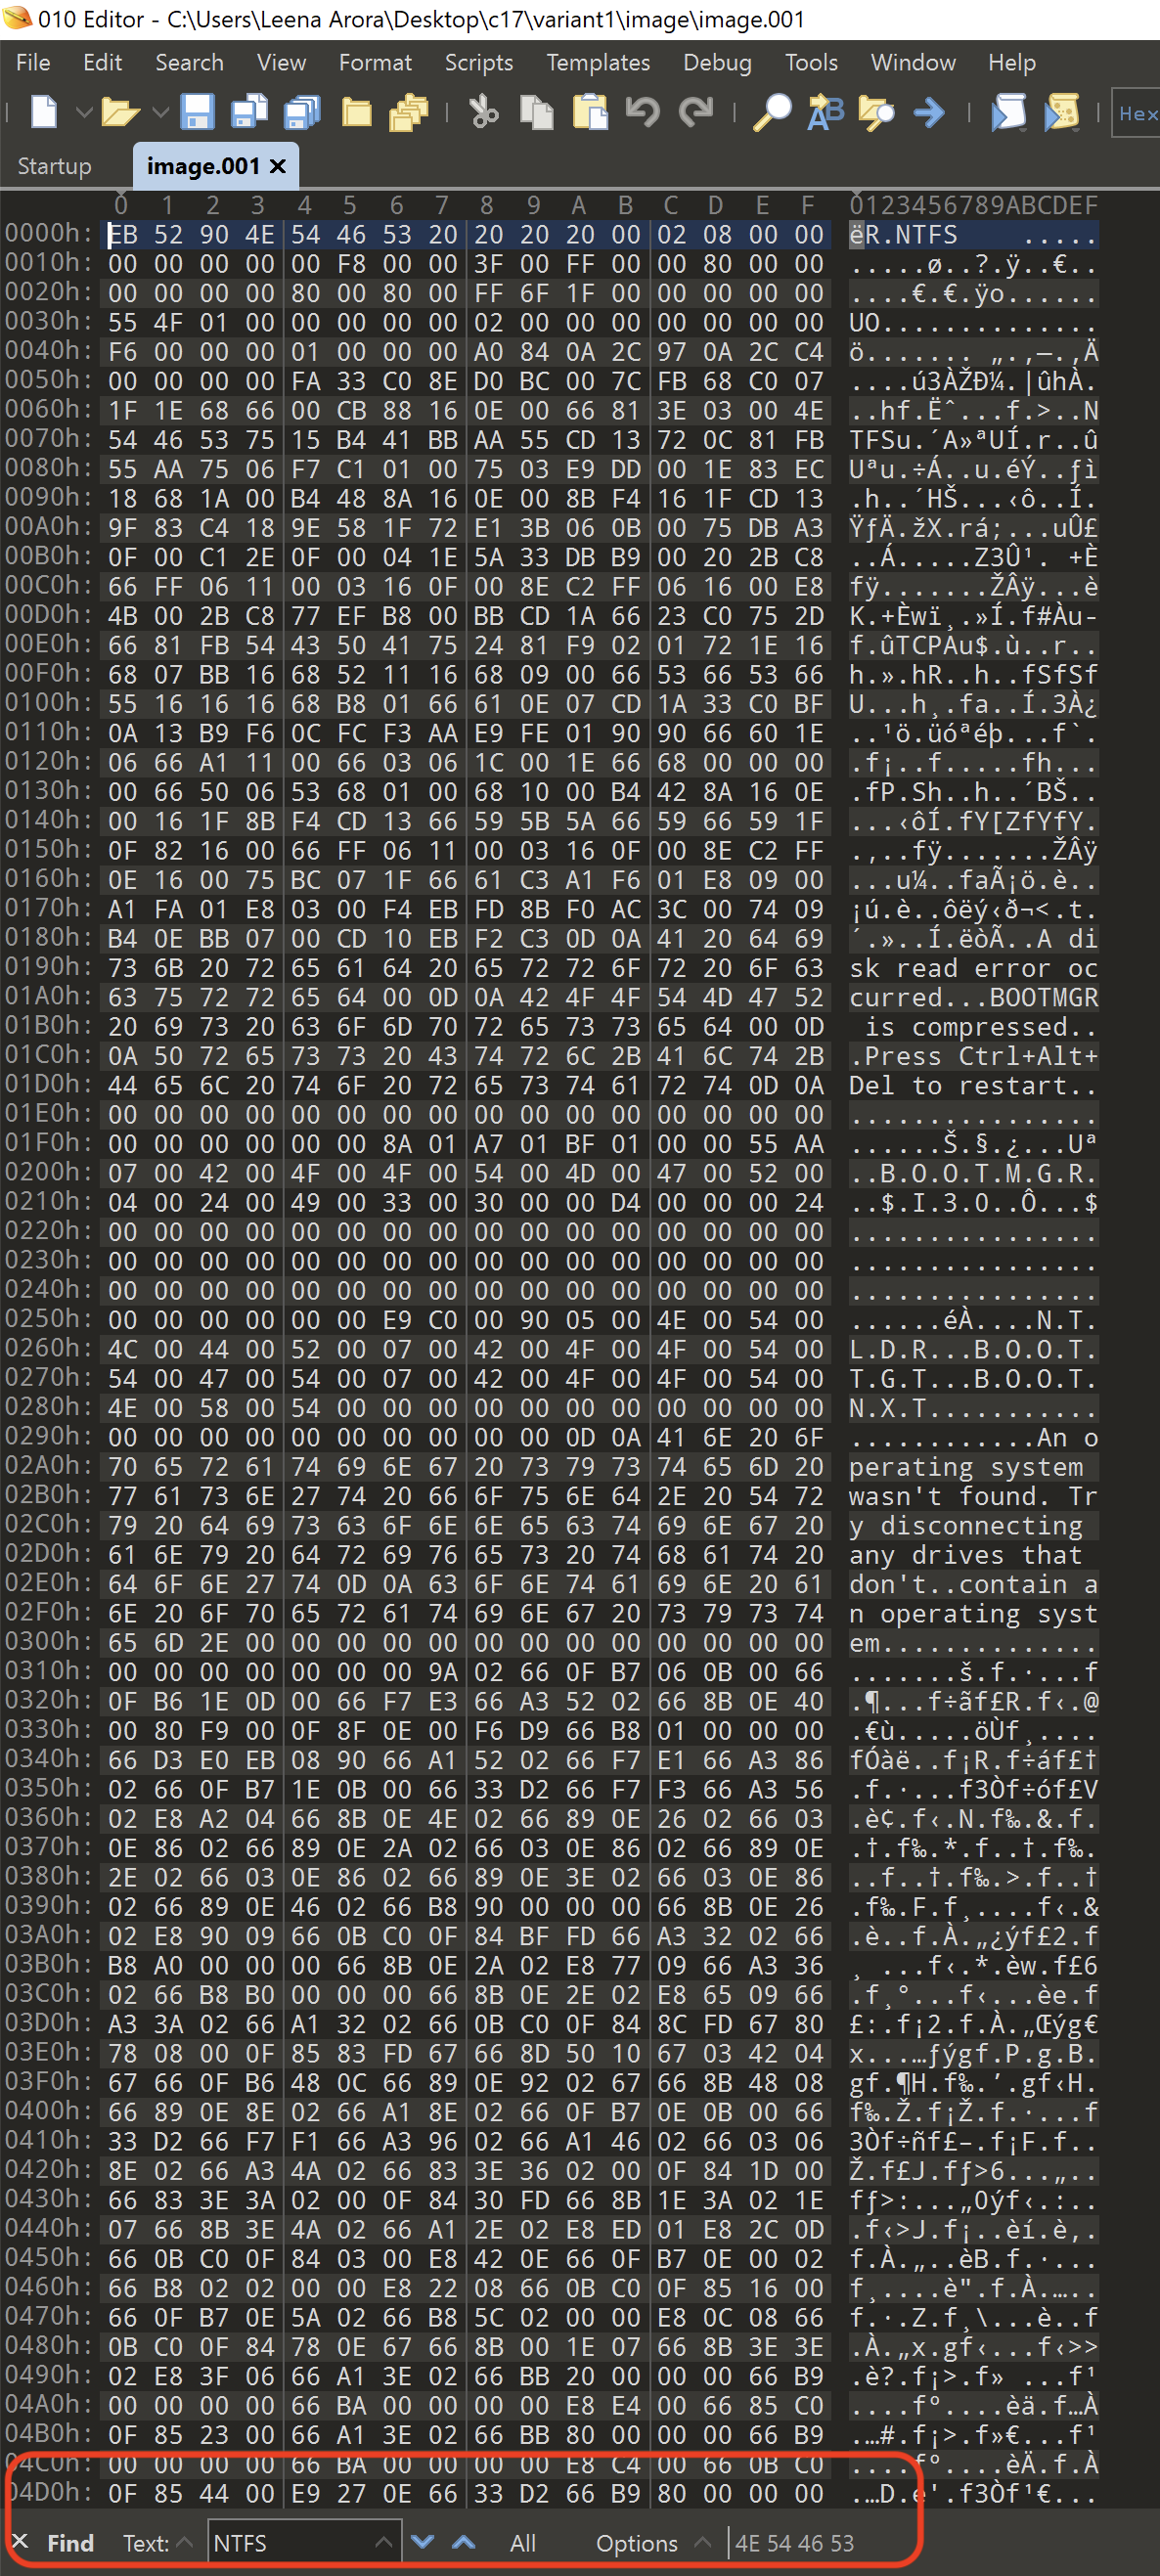 010 Editor - C:\Users\Leena Arora\Desktop\c17\variant1\image\image.001
File Edit Search View Format Scripts Templates Debug Tools Window Help
Hex
Startup image.001 ×
0 1 2 3 4 5 6 7 8 9 A B C D E F 0123456789ABCDEF
0000h: EB 52 90 4E 54 46 53 20 20 20 20 00 02 08 00 00 ëR.NTFS    .....
0010h: 00 00 00 00 00 F8 00 00 3F 00 FF 00 00 80 00 00 .....ø..?.ÿ..€..
0020h: 00 00 00 00 80 00 80 00 FF 6F 1F 00 00 00 00 00 ....€.€.ÿo......
0030h: 55 4F 01 00 00 00 00 00 02 00 00 00 00 00 00 00 UO..............
0040h: F6 00 00 00 01 00 00 00 A0 84 0A 2C 97 0A 2C C4 ö....... „.,—.,Ä
0050h: 00 00 00 00 FA 33 C0 8E D0 BC 00 7C FB 68 C0 07 ....ú3ÀŽÐ¼.|ûhÀ.
0060h: 1F 1E 68 66 00 CB 88 16 0E 00 66 81 3E 03 00 4E ..hf.Ëˆ...f.>..N
0070h: 54 46 53 75 15 B4 41 BB AA 55 CD 13 72 0C 81 FB TFSu.´A»ªUÍ.r..û
0080h: 55 AA 75 06 F7 C1 01 00 75 03 E9 DD 00 1E 83 EC Uªu.÷Á..u.éÝ..ƒì
0090h: 18 68 1A 00 B4 48 8A 16 0E 00 8B F4 16 1F CD 13 .h..´HŠ...‹ô..Í.
00A0h: 9F 83 C4 18 9E 58 1F 72 E1 3B 06 0B 00 75 DB A3 ŸƒÄ.žX.rá;...uÛ£
00B0h: 0F 00 C1 2E 0F 00 04 1E 5A 33 DB B9 00 20 2B C8 ..Á.....Z3Û¹. +È
00C0h: 66 FF 06 11 00 03 16 0F 00 8E C2 FF 06 16 00 E8 fÿ.......ŽÂÿ...è
00D0h: 4B 00 2B C8 77 EF B8 00 BB CD 1A 66 23 C0 75 2D K.+Èwï¸.»Í.f#Àu-
00E0h: 66 81 FB 54 43 50 41 75 24 81 F9 02 01 72 1E 16 f.ûTCPAu$.ù..r..
00F0h: 68 07 BB 16 68 52 11 16 68 09 00 66 53 66 53 66 h.».hR..h..fSfSf
0100h: 55 16 16 16 68 B8 01 66 61 0E 07 CD 1A 33 C0 BF U...h¸.fa..Í.3À¿
0110h: 0A 13 B9 F6 0C FC F3 AA E9 FE 01 90 90 66 60 1E ..¹ö.üóªéþ...f`.
0120h: 06 66 A1 11 00 66 03 06 1C 00 1E 66 68 00 00 00 .f¡..f.....fh...
0130h: 00 66 50 06 53 68 01 00 68 10 00 B4 42 8A 16 0E .fP.Sh..h..´BŠ..
0140h: 00 16 1F 8B F4 CD 13 66 59 5B 5A 66 59 66 59 1F ...‹ôÍ.fY[ZfYfY.
0150h: 0F 82 16 00 66 FF 06 11 00 03 16 0F 00 8E C2 FF .‚..fÿ.......ŽÂÿ
0160h: 0E 16 00 75 BC 07 1F 66 61 C3 A1 F6 01 E8 09 00 ...u¼..faÃ¡ö.è..
0170h: A1 FA 01 E8 03 00 F4 EB FD 8B F0 AC 3C 00 74 09 ¡ú.è..ôëý‹ð¬<.t.
0180h: B4 0E BB 07 00 CD 10 EB F2 C3 0D 0A 41 20 64 69 ´.»..Í.ëòÃ..A di
0190h: 73 6B 20 72 65 61 64 20 65 72 72 6F 72 20 6F 63 sk read error oc
01A0h: 63 75 72 72 65 64 00 0D 0A 42 4F 4F 54 4D 47 52 curred...BOOTMGR
01B0h: 20 69 73 20 63 6F 6D 70 72 65 73 73 65 64 00 0D  is compressed..
01C0h: 0A 50 72 65 73 73 20 43 74 72 6C 2B 41 6C 74 2B .Press Ctrl+Alt+
01D0h: 44 65 6C 20 74 6F 20 72 65 73 74 61 72 74 0D 0A Del to restart..
01E0h: 00 00 00 00 00 00 00 00 00 00 00 00 00 00 00 00 ................
01F0h: 00 00 00 00 00 00 8A 01 A7 01 BF 01 00 00 55 AA ......Š.§.¿...Uª
0200h: 07 00 42 00 4F 00 4F 00 54 00 4D 00 47 00 52 00 ..B.O.O.T.M.G.R.
0210h: 04 00 24 00 49 00 33 00 30 00 00 D4 00 00 00 24 ..$.I.3.0..Ô...$
0220h: 00 00 00 00 00 00 00 00 00 00 00 00 00 00 00 00 ................
0230h: 00 00 00 00 00 00 00 00 00 00 00 00 00 00 00 00 ................
0240h: 00 00 00 00 00 00 00 00 00 00 00 00 00 00 00 00 ................
0250h: 00 00 00 00 00 00 E9 C0 00 90 05 00 4E 00 54 00 ......éÀ....N.T.
0260h: 4C 00 44 00 52 00 07 00 42 00 4F 00 4F 00 54 00 L.D.R...B.O.O.T.
0270h: 54 00 47 00 54 00 07 00 42 00 4F 00 4F 00 54 00 T.G.T...B.O.O.T.
0280h: 4E 00 58 00 54 00 00 00 00 00 00 00 00 00 00 00 N.X.T...........
0290h: 00 00 00 00 00 00 00 00 00 00 0D 0A 41 6E 20 6F ............An o
02A0h: 70 65 72 61 74 69 6E 67 20 73 79 73 74 65 6D 20 perating system
02B0h: 77 61 73 6E 27 74 20 66 6F 75 6E 64 2E 20 54 72 wasn't found. Tr
02C0h: 79 20 64 69 73 63 6F 6E 6E 65 63 74 69 6E 67 20 y disconnecting
02D0h: 61 6E 79 20 64 72 69 76 65 73 20 74 68 61 74 20 any drives that
02E0h: 64 6F 6E 27 74 0D 0A 63 6F 6E 74 61 69 6E 20 61 don't..contain a
02F0h: 6E 20 6F 70 65 72 61 74 69 6E 67 20 73 79 73 74 n operating syst
0300h: 65 6D 2E 00 00 00 00 00 00 00 00 00 00 00 00 00 em..............
0310h: 00 00 00 00 00 00 00 9A 02 66 0F B7 06 0B 00 66 .......š.f.·...f
0320h: 0F B6 1E 0D 00 66 F7 E3 66 A3 52 02 66 8B 0E 40 .¶...f÷ãf£R.f‹.@
0330h: 00 80 F9 00 0F 8F 0E 00 F6 D9 66 B8 01 00 00 00 .€ù.....öÙf¸....
0340h: 66 D3 E0 EB 08 90 66 A1 52 02 66 F7 E1 66 A3 86 fÓàë..f¡R.f÷áf£†
0350h: 02 66 0F B7 1E 0B 00 66 33 D2 66 F7 F3 66 A3 56 .f.·...f3Òf÷óf£V
0360h: 02 E8 A2 04 66 8B 0E 4E 02 66 89 0E 26 02 66 03 .è¢.f‹.N.f‰.&.f.
0370h: 0E 86 02 66 89 0E 2A 02 66 03 0E 86 02 66 89 0E .†.f‰.*.f..†.f‰.
0380h: 2E 02 66 03 0E 86 02 66 89 0E 3E 02 66 03 0E 86 ..f..†.f‰.>.f..†
0390h: 02 66 89 0E 46 02 66 B8 90 00 00 00 66 8B 0E 26 .f‰.F.f¸....f‹.&
03A0h: 02 E8 90 09 66 0B C0 0F 84 BF FD 66 A3 32 02 66 .è..f.À.„¿ýf£2.f
03B0h: B8 A0 00 00 00 66 8B 0E 2A 02 E8 77 09 66 A3 36 ¸ ...f‹.*.èw.f£6
03C0h: 02 66 B8 B0 00 00 00 66 8B 0E 2E 02 E8 65 09 66 .f¸°...f‹...èe.f
03D0h: A3 3A 02 66 A1 32 02 66 0B C0 0F 84 8C FD 67 80 £:.f¡2.f.À.„Œýg€
03E0h: 78 08 00 0F 85 83 FD 67 66 8D 50 10 67 03 42 04 x...…ƒýgf.P.g.B.
03F0h: 67 66 0F B6 48 0C 66 89 0E 92 02 67 66 8B 48 08 gf.¶H.f‰.’.gf‹H.
0400h: 66 89 0E 8E 02 66 A1 8E 02 66 0F B7 0E 0B 00 66 f‰.Ž.f¡Ž.f.·...f
0410h: 33 D2 66 F7 F1 66 A3 96 02 66 A1 46 02 66 03 06 3Òf÷ñf£–.f¡F.f..
0420h: 8E 02 66 A3 4A 02 66 83 3E 36 02 00 0F 84 1D 00 Ž.f£J.fƒ>6...„..
0430h: 66 83 3E 3A 02 00 0F 84 30 FD 66 8B 1E 3A 02 1E fƒ>:...„0ýf‹.:..
0440h: 07 66 8B 3E 4A 02 66 A1 2E 02 E8 ED 01 E8 2C 0D .f‹>J.f¡..èí.è,.
0450h: 66 0B C0 0F 84 03 00 E8 42 0E 66 0F B7 0E 00 02 f.À.„..èB.f.·...
0460h: 66 B8 02 02 00 00 E8 22 08 66 0B C0 0F 85 16 00 f¸....è".f.À.…..
0470h: 66 0F B7 0E 5A 02 66 B8 5C 02 00 00 E8 0C 08 66 f.·.Z.f¸\...è..f
0480h: 0B C0 0F 84 78 0E 67 66 8B 00 1E 07 66 8B 3E 3E .À.„x.gf‹...f‹>>
0490h: 02 E8 3F 06 66 A1 3E 02 66 BB 20 00 00 00 66 B9 .è?.f¡>.f» ...f¹
04A0h: 00 00 00 00 66 BA 00 00 00 00 E8 E4 00 66 85 C0 ....fº....èä.f…À
04B0h: 0F 85 23 00 66 A1 3E 02 66 BB 80 00 00 00 66 B9 .…#.f¡>.f»€...f¹
04C0h: 00 00 00 00 66 BA 00 00 00 00 E8 C4 00 66 0B C0 ....fº....èÄ.f.À
04D0h: 0F 85 44 00 E9 27 0E 66 33 D2 66 B9 80 00 00 00 .…D.é'.f3Òf¹€...
× Find Text: NTFS All Options 4E 54 46 53